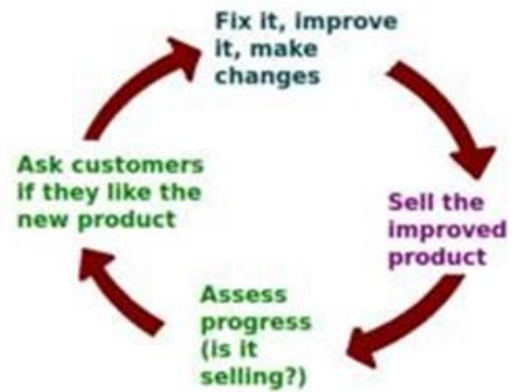 Fix it, improve
it, make
changes
Sell the
improved
product
Assess
progress
(is it
selling?)
Ask customers
if they like the
new product